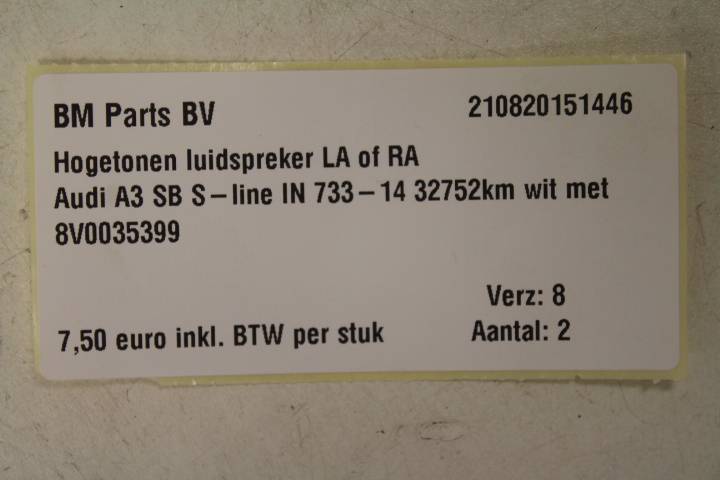 BM Parts BV 210820151446
Hogetonen luidspreker LA of RA
Audi A3 SB S-line IN 733-14 32752km wit met
8V0035399
Verz: 8
7,50 euro inkl. BTW per stuk Aantal: 2